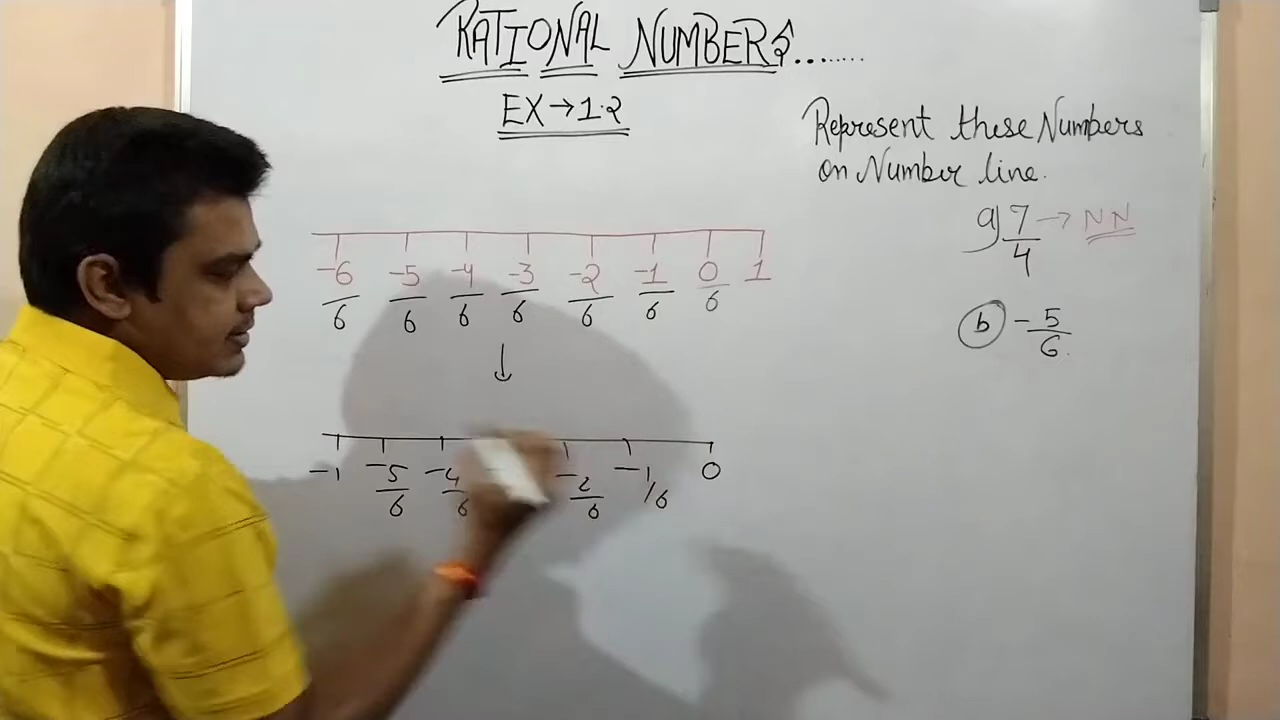 RATIONAL NUMBERS........
EX→1.2
Represent these Numbers
on Number line.
a) 7/4 → NN
b -5/6
-6/6 -5/6 -4/6 -3/6 -2/6 -1/6 0/6 1
↓
-1 -5/6 -4/6 -2/6 -1/6 0